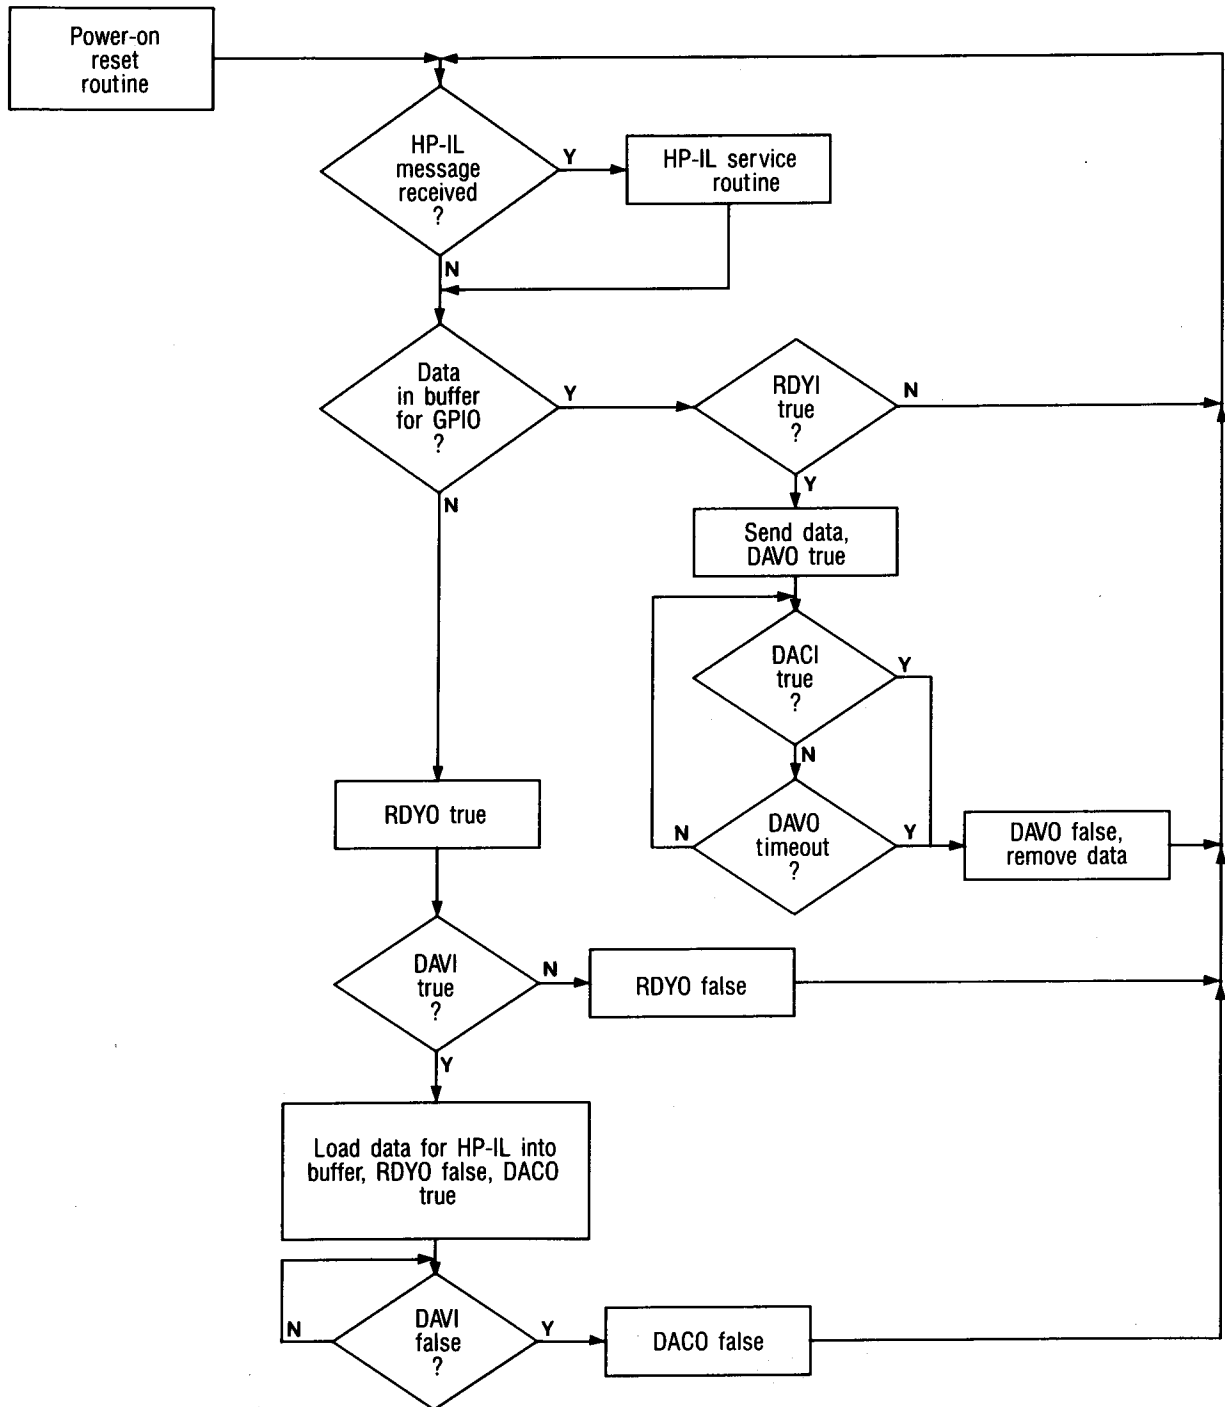 Power-on
reset
routine
HP-IL
message
received
?
Y
HP-IL service
routine
N
Data
in buffer
for GPIO
?
Y
RDYI
true
?
N
N
Y
Send data,
DAVO true
DACI
true
?
Y
N
RDYO true
N
DAVO
timeout
?
Y
DAVO false,
remove data
DAVI
true
?
N
RDYO false
Y
Load data for HP-IL into
buffer, RDYO false, DACO
true
N
DAVI
false
?
Y
DACO false